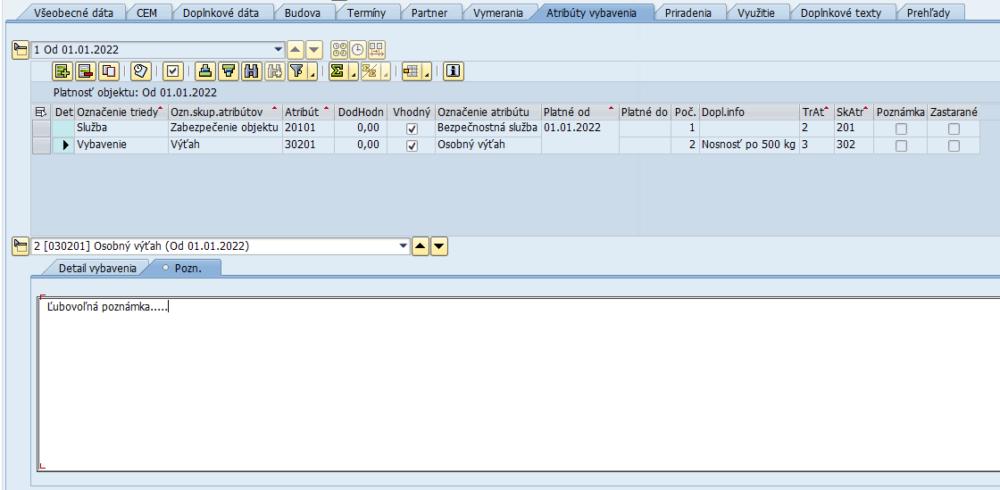 Všeobecné dáta CEM Doplnkové dáta Budova Termíny Partner Vymerania Atribúty vybavenia Priradenia Využitie Doplnkové texty Prehľady
1 Od 01.01.2022
Platnosť objektu: Od 01.01.2022
Det Označenie triedy Ozn.skup.atribútov Atribút DodHodn Vhodný Označenie atribútu Platné od Platné do Poč. Dopl.info TrAt SkAtr Poznámka Zastarané
Služba Zabezpečenie objektu 20101 0,00 Bezpečnostná služba 01.01.2022 1 2 201
Vybavenie Výťah 30201 0,00 Osobný výťah 2 Nosnosť po 500 kg 3 302
2 [030201] Osobný výťah (Od 01.01.2022)
Detail vybavenia Pozn.
Ľubovoľná poznámka.....